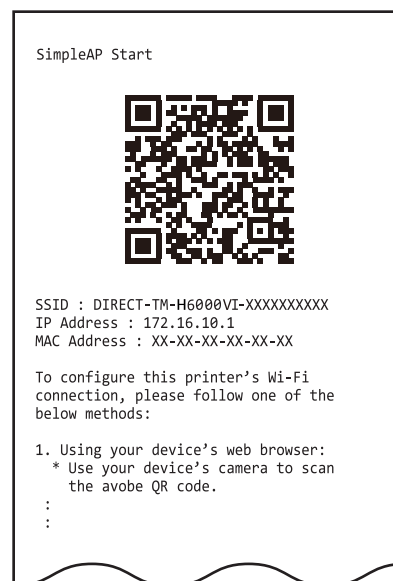 SimpleAP Start
SSID : DIRECT-TM-H6000VI-XXXXXXXXXX
IP Address : 172.16.10.1
MAC Address : XX-XX-XX-XX-XX-XX
To configure this printer’s Wi-Fi
connection, please follow one of the
below methods:
1. Using your device’s web browser:
* Use your device’s camera to scan
the avobe QR code.
:
: